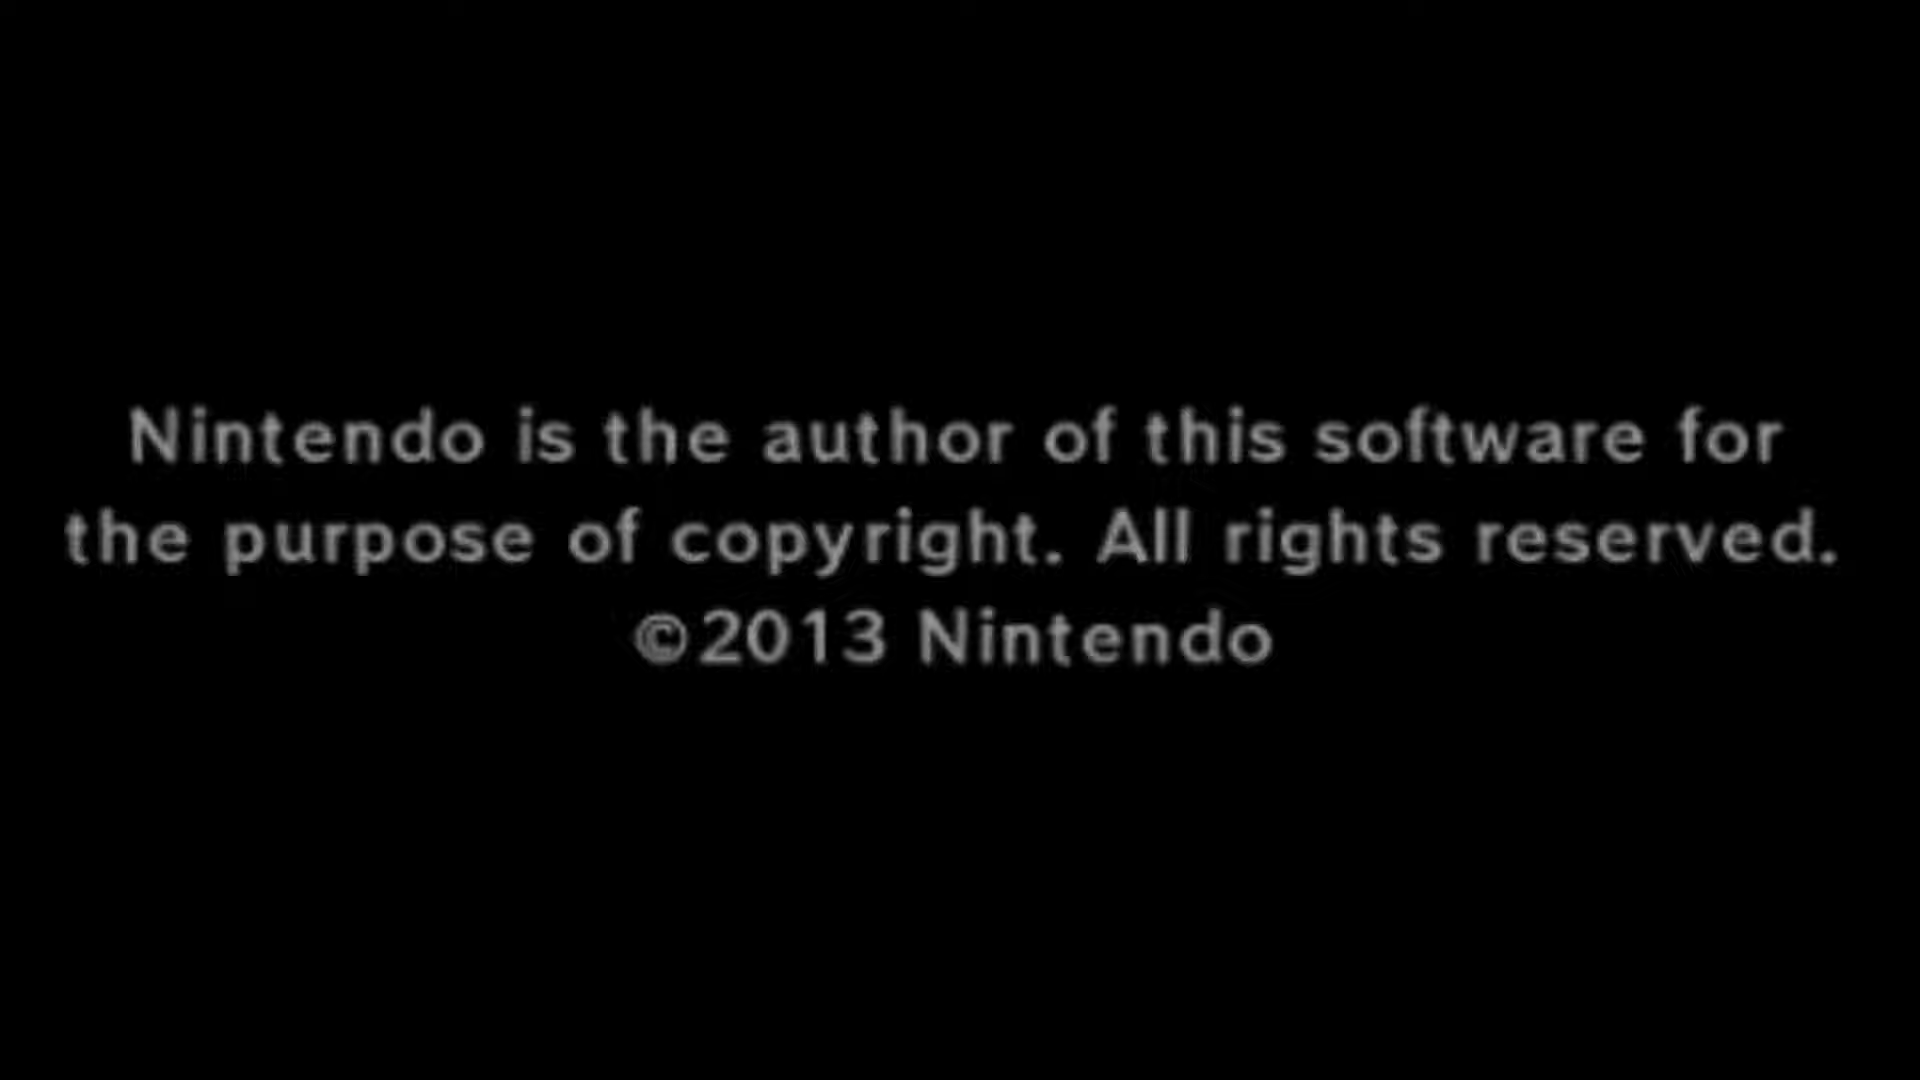 Nintendo is the author of this software for
the purpose of copyright. All rights reserved.
©2013 Nintendo